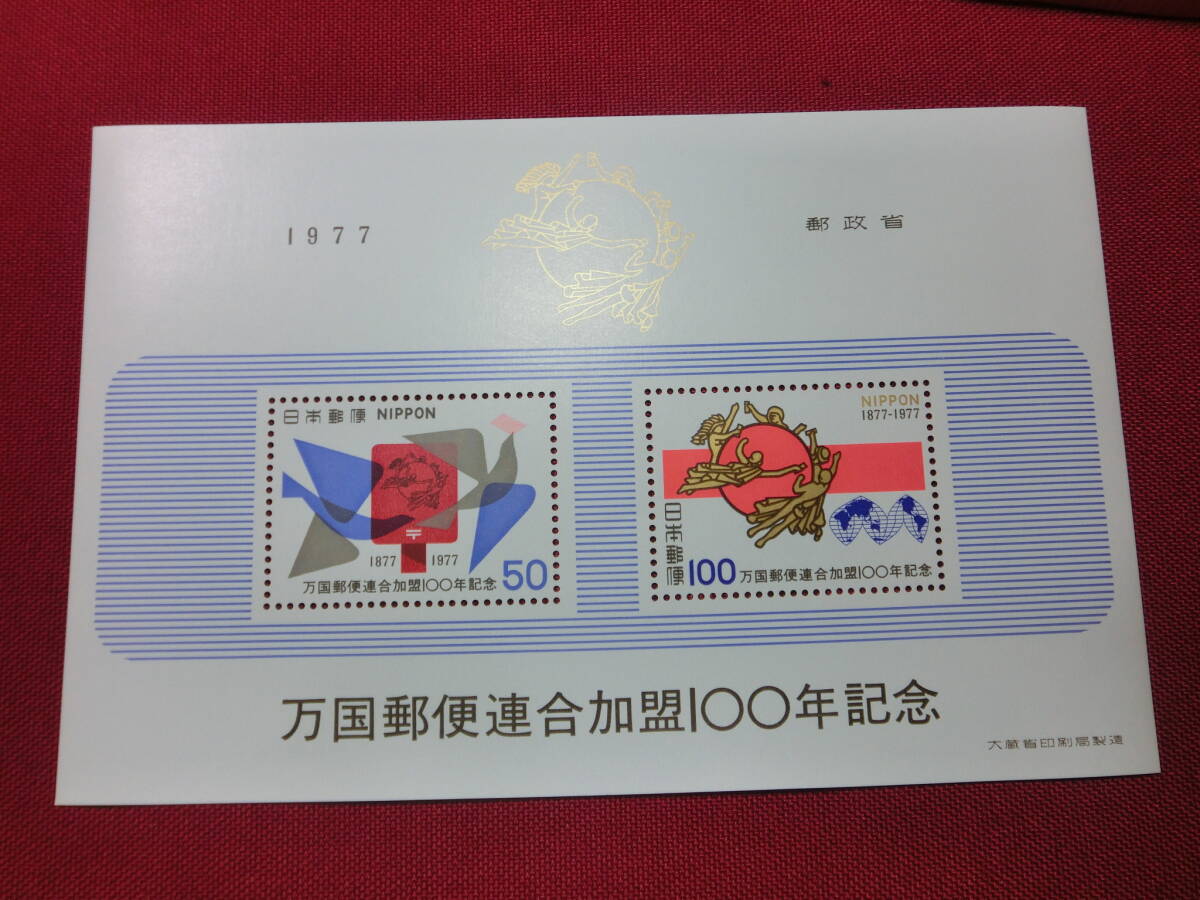 1977
郵政省
日本郵便 NIPPON
1877 1977
万国郵便連合加盟100年記念 50
NIPPON
1877-1977
日本郵便
100 万国郵便連合加盟100年記念
万国郵便連合加盟100年記念
大蔵省印刷局製造